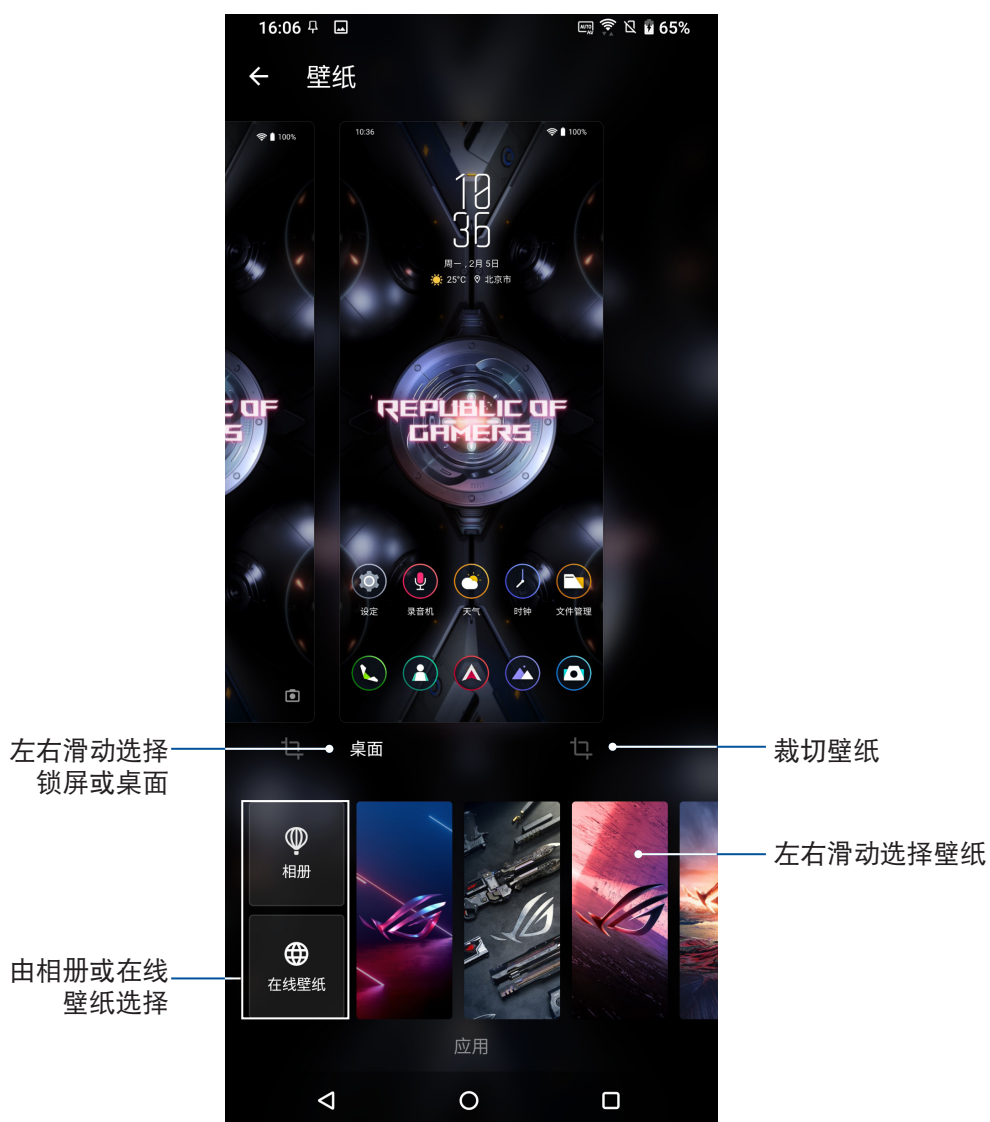 16:06
65%
壁纸
100%
10:36
100%
10
36
周一 , 2月 5日
25°C 北京市
C OF
S
REPUBLIC OF
GAMERS
设定 录音机 天气 时钟 文件管理
左右滑动选择
锁屏或桌面
桌面
裁切壁纸
相册
左右滑动选择壁纸
在线壁纸
由相册或在线
壁纸选择
应用